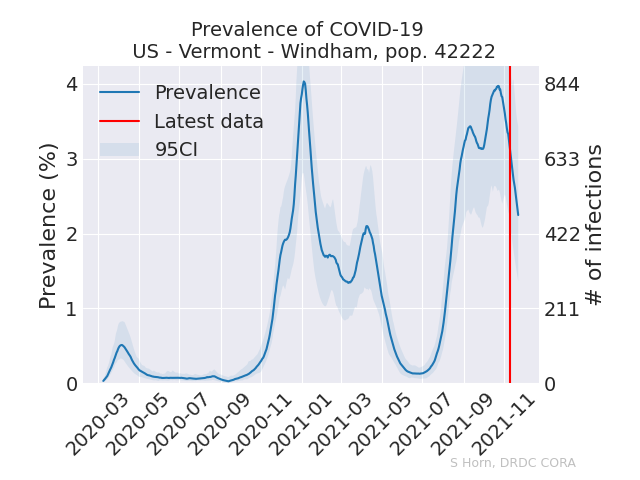 Prevalence of COVID-19
US - Vermont - Windham, pop. 42222
Prevalence
Latest data
95CI
Prevalence (%)
4
3
2
1
0
844
633
422
211
0
# of infections
2020-03
2020-05
2020-07
2020-09
2020-11
2021-01
2021-03
2021-05
2021-07
2021-09
2021-11
S Horn, DRDC CORA